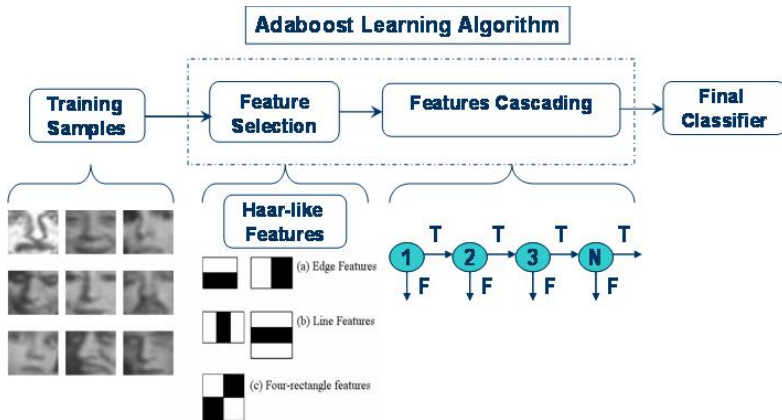 Adaboost Learning Algorithm
Training
Samples
Feature
Selection
Features Cascading
Final
Classifier
Haar-like
Features
(a) Edge Features
(b) Line Features
(c) Four-rectangle features
1 T 2 T 3 T N T
F F F F